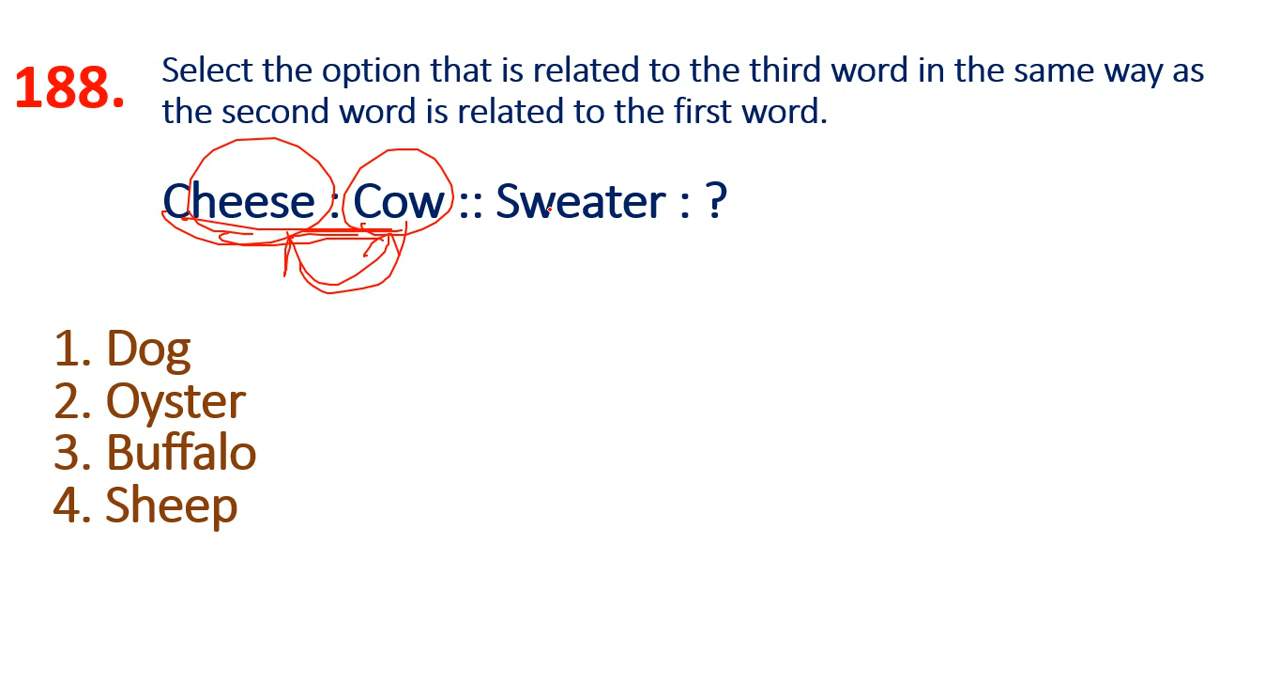 188. Select the option that is related to the third word in the same way as
the second word is related to the first word.
Cheese : Cow :: Sweater : ?
1. Dog
2. Oyster
3. Buffalo
4. Sheep